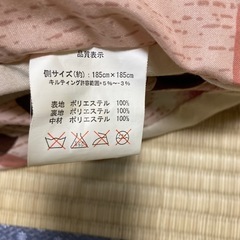 品質表示
側サイズ(約):185cm×185cm
キルティング許容範囲-5%~-3%
表地 ポリエステル 100%
裏地 ポリエステル 100%
中材 ポリエステル 100%